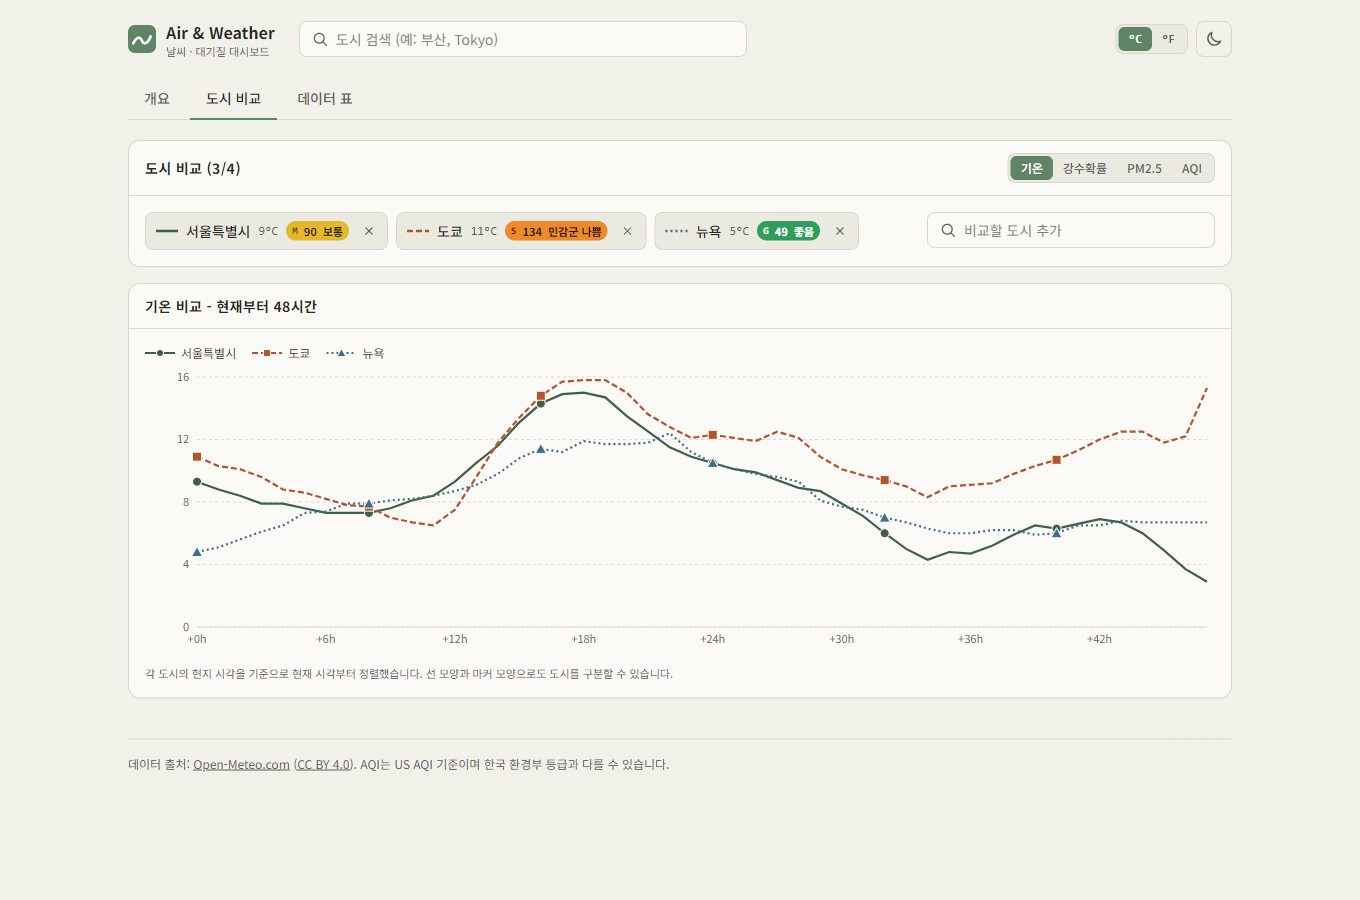 Air & Weather
날씨 · 대기질 대시보드
도시 검색 (예: 부산, Tokyo)
°C °F
개요 도시 비교 데이터 표
도시 비교 (3/4)
기온 강수확률 PM2.5 AQI
서울특별시 9°C M 90 보통 ×
도쿄 11°C S 134 민감군 나쁨 ×
뉴욕 5°C G 49 좋음 ×
비교할 도시 추가
기온 비교 - 현재부터 48시간
서울특별시 도쿄 뉴욕
16
12
8
4
0
+0h +6h +12h +18h +24h +30h +36h +42h
각 도시의 현지 시각을 기준으로 현재 시각부터 정렬했습니다. 선 모양과 마커 모양으로도 도시를 구분할 수 있습니다.
데이터 출처: Open-Meteo.com (CC BY 4.0). AQI는 US AQI 기준이며 한국 환경부 등급과 다를 수 있습니다.